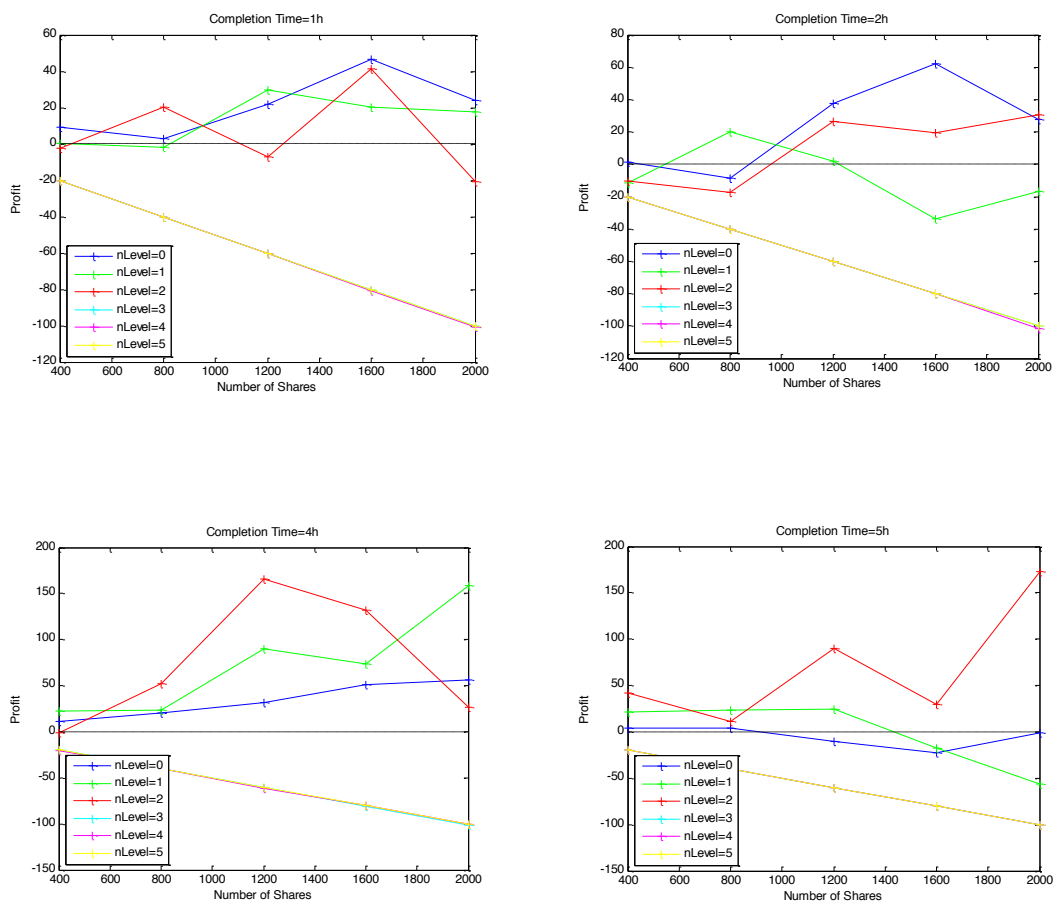 Completion Time=1h
60
40
20
0
-20
-40
-60
-80
-100
-120
Profit
nLevel=0
nLevel=1
nLevel=2
nLevel=3
nLevel=4
nLevel=5
400 600 800 1000 1200 1400 1600 1800 2000
Number of Shares
Completion Time=2h
80
60
40
20
0
-20
-40
-60
-80
-100
-120
Profit
nLevel=0
nLevel=1
nLevel=2
nLevel=3
nLevel=4
nLevel=5
400 600 800 1000 1200 1400 1600 1800 2000
Number of Shares
Completion Time=4h
200
150
100
50
0
-50
-100
-150
Profit
nLevel=0
nLevel=1
nLevel=2
nLevel=3
nLevel=4
nLevel=5
400 600 800 1000 1200 1400 1600 1800 2000
Number of Shares
Completion Time=5h
200
150
100
50
0
-50
-100
-150
Profit
nLevel=0
nLevel=1
nLevel=2
nLevel=3
nLevel=4
nLevel=5
400 600 800 1000 1200 1400 1600 1800 2000
Number of Shares